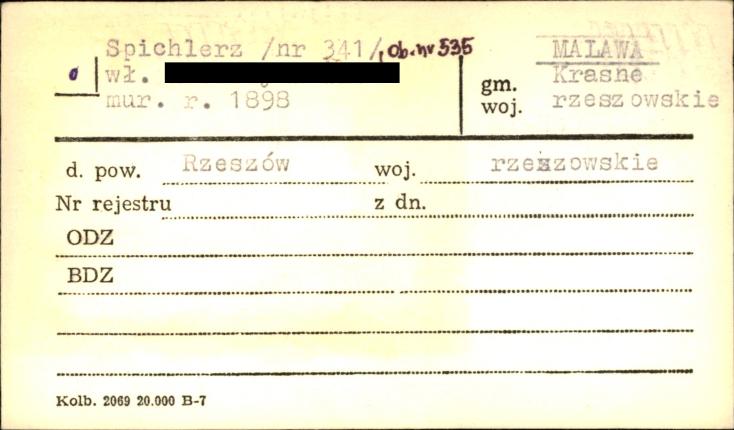 Spichlerz /nr 341/, ob. nr 535
wł.
mur. r. 1898
MALAWA
gm. Krasne
woj. rzeszowskie
d. pow. Rzeszów woj. rzeszowskie
Nr rejestru z dn.
ODZ
BDZ
Kolb. 2069 20.000 B-7